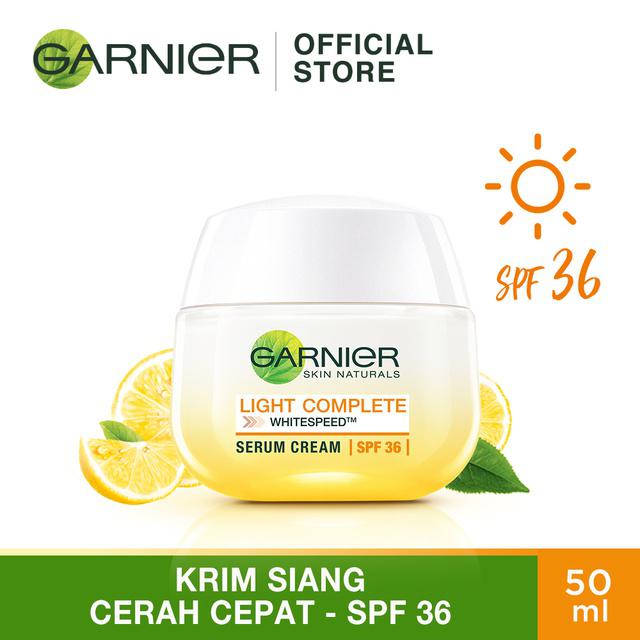 GARNIER
OFFICIAL
STORE
SPF 36
GARNIER
SKIN NATURALS
LIGHT COMPLETE
WHITESPEED™
SERUM CREAM | SPF 36 |
KRIM SIANG
CERAH CEPAT - SPF 36
50
ml